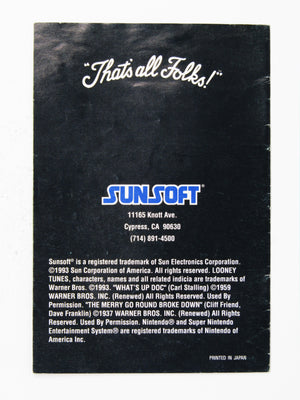 "That's all Folks!"
SUNSOFT®
11165 Knott Ave.
Cypress, CA 90630
(714) 891-4500
Sunsoft® is a registered trademark of Sun Electronics Corporation.
©1993 Sun Corporation of America. All rights reserved. LOONEY
TUNES, characters, names and all related indicia are trademarks of
Warner Bros. ©1993. "WHAT'S UP DOC" (Carl Stalling) ©1959
WARNER BROS. INC. (Renewed) All Rights Reserved. Used By
Permission. "THE MERRY GO ROUND BROKE DOWN" (Cliff Friend,
Dave Franklin) ©1937 WARNER BROS. INC. (Renewed) All Rights
Reserved. Used By Permission. Nintendo® and Super Nintendo
Entertainment System® are registered trademarks of Nintendo of
America Inc.
PRINTED IN JAPAN